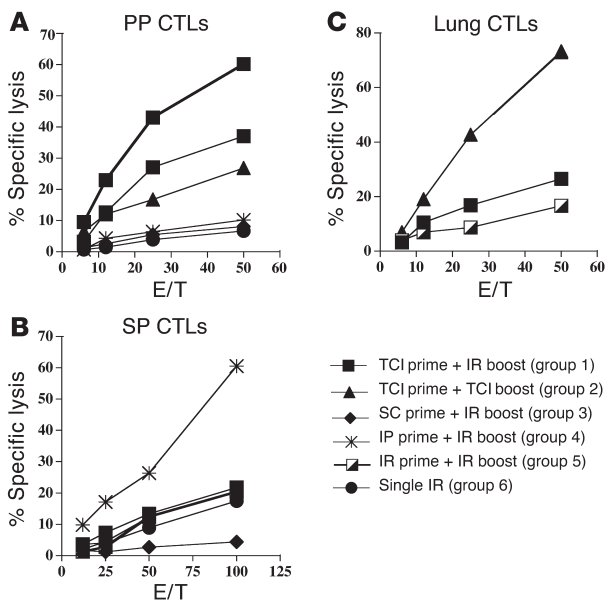 A PP CTLs
% Specific lysis
70
60
50
40
30
20
10
0
0 10 20 30 40 50 60
E/T
C Lung CTLs
% Specific lysis
80
60
40
20
0
0 10 20 30 40 50 60
E/T
B SP CTLs
% Specific lysis
70
60
50
40
30
20
10
0
0 25 50 75 100 125
E/T
TCI prime + IR boost (group 1)
TCI prime + TCI boost (group 2)
SC prime + IR boost (group 3)
IP prime + IR boost (group 4)
IR prime + IR boost (group 5)
Single IR (group 6)